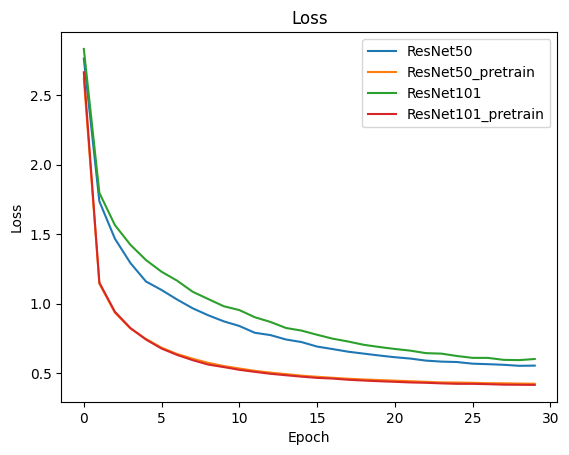 Loss
ResNet50
ResNet50_pretrain
ResNet101
ResNet101_pretrain
Loss
2.5
2.0
1.5
1.0
0.5
0 5 10 15 20 25 30
Epoch